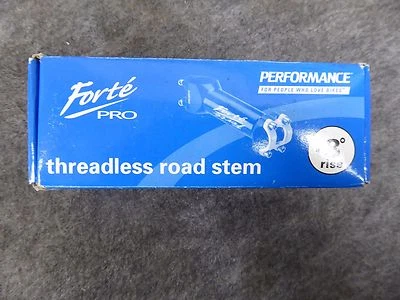 Forté
PRO
PERFORMANCE
FOR PEOPLE WHO LOVE BIKES
threadless road stem
rise